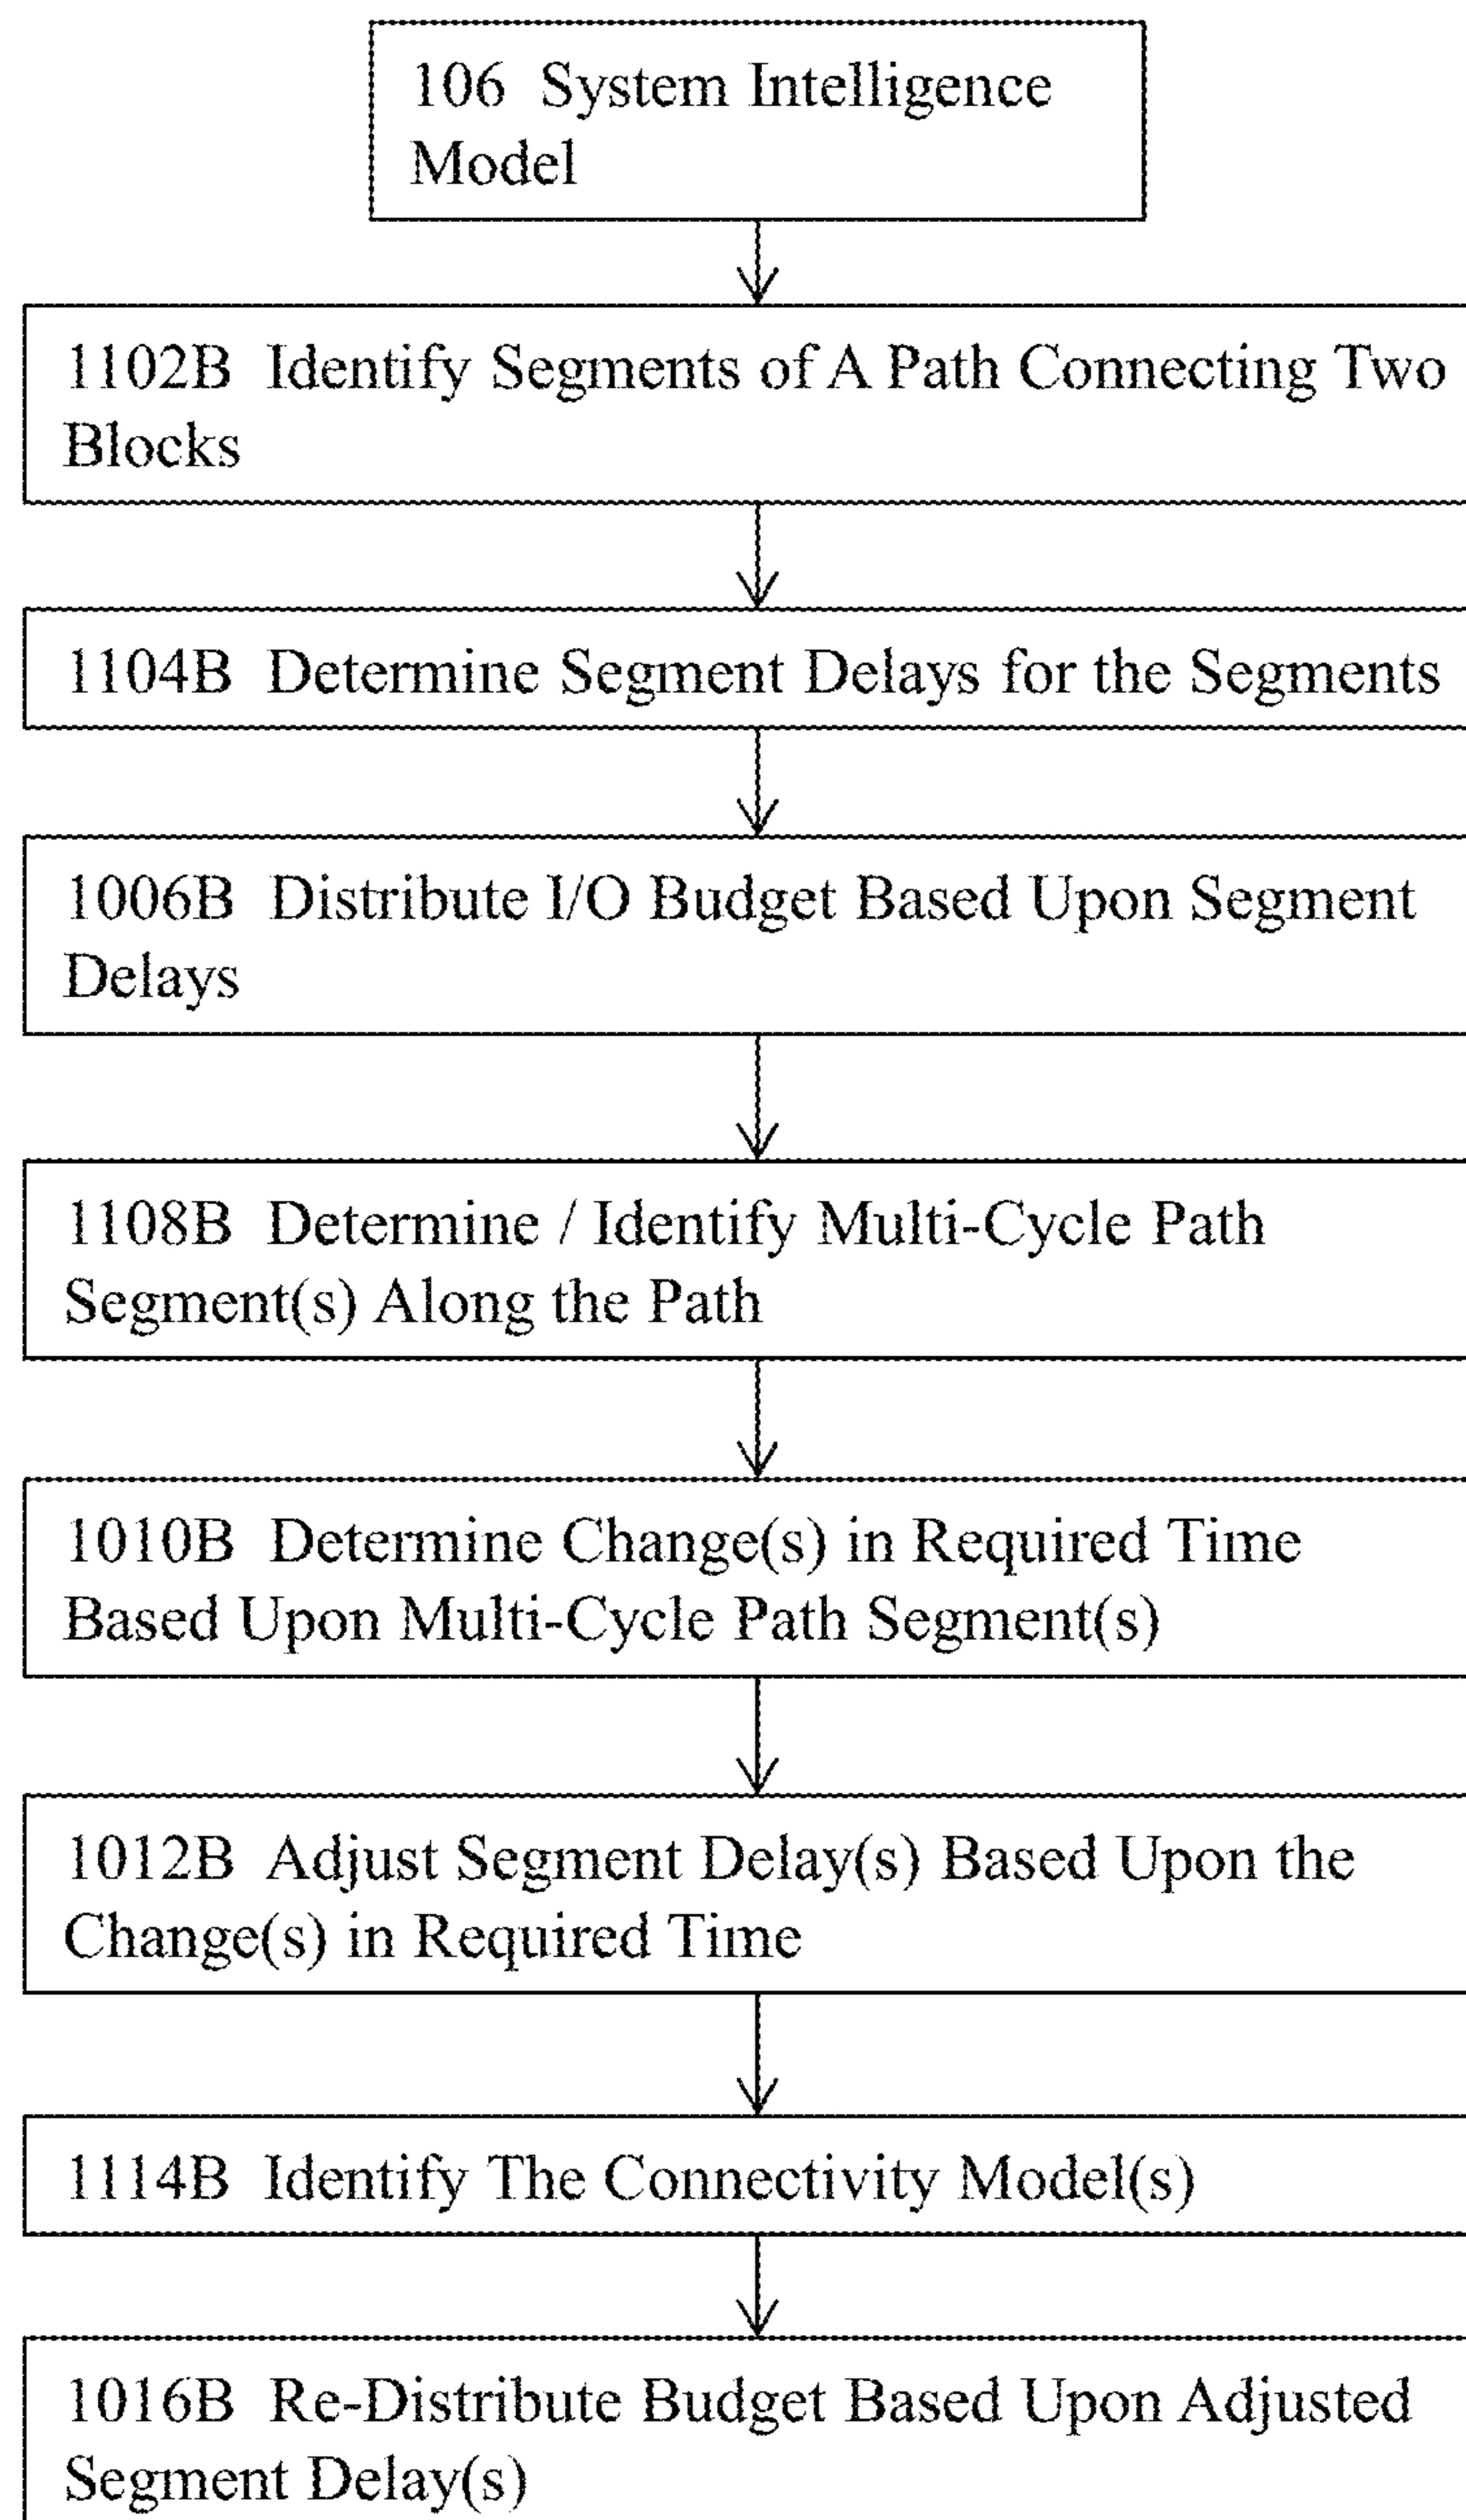 106 System Intelligence
Model
1102B Identify Segments of A Path Connecting Two
Blocks
1104B Determine Segment Delays for the Segments
1006B Distribute I/O Budget Based Upon Segment
Delays
1108B Determine / Identify Multi-Cycle Path
Segment(s) Along the Path
1010B Determine Change(s) in Required Time
Based Upon Multi-Cycle Path Segment(s)
1012B Adjust Segment Delay(s) Based Upon the
Change(s) in Required Time
1114B Identify The Connectivity Model(s)
1016B Re-Distribute Budget Based Upon Adjusted
Segment Delay(s)